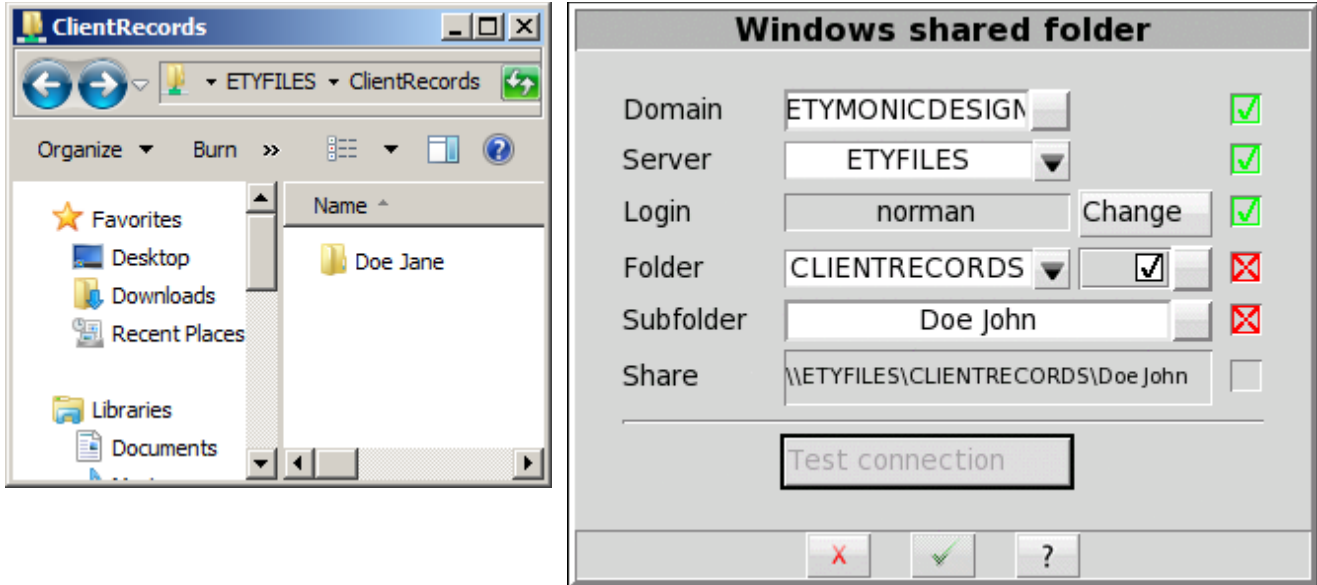 ClientRecords
ETYFILES ClientRecords
Organize Burn »
Name
Favorites
Desktop
Doe Jane
Downloads
Recent Places
Libraries
Documents
Windows shared folder
Domain ETYMONICDESIGN
Server ETYFILES
Login norman Change
Folder CLIENTRECORDS
Subfolder Doe John
Share \\ETYFILES\CLIENTRECORDS\Doe John
Test connection
X ?